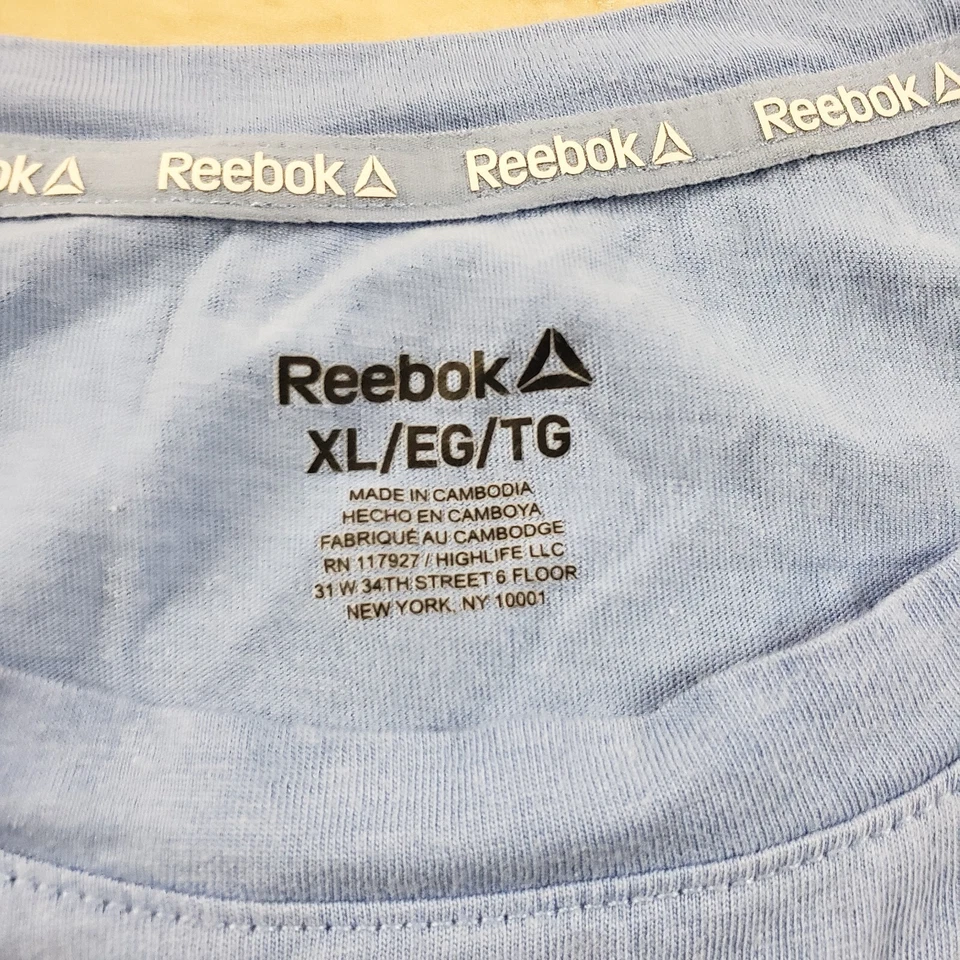 ok
Reebok
Reebok
Reebok
Reebok
XL/EG/TG
MADE IN CAMBODIA
HECHO EN CAMBOYA
FABRIQUÉ AU CAMBODGE
RN 117927 / HIGHLIFE LLC
31 W 34TH STREET 6 FLOOR
NEW YORK, NY 10001